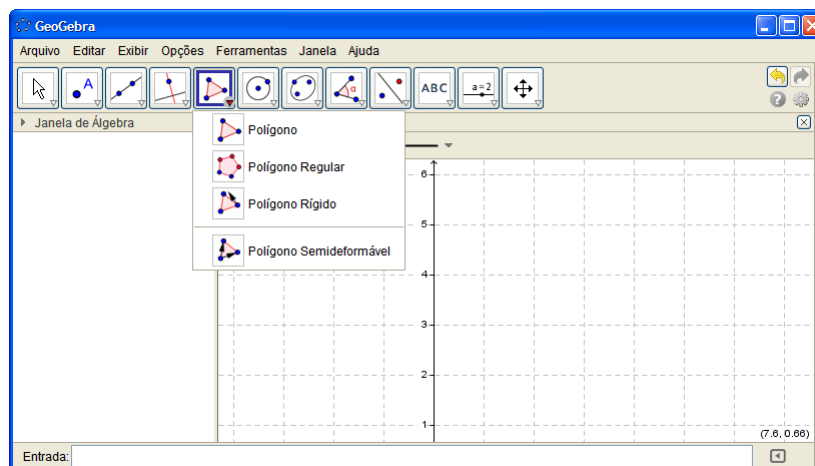 GeoGebra
Arquivo Editar Exibir Opções Ferramentas Janela Ajuda
A α ABC a=2
Janela de Álgebra
Polígono
Polígono Regular
Polígono Rígido
Polígono Semideformável
6
5
4
3
2
1
(7.6, 0.66)
Entrada: